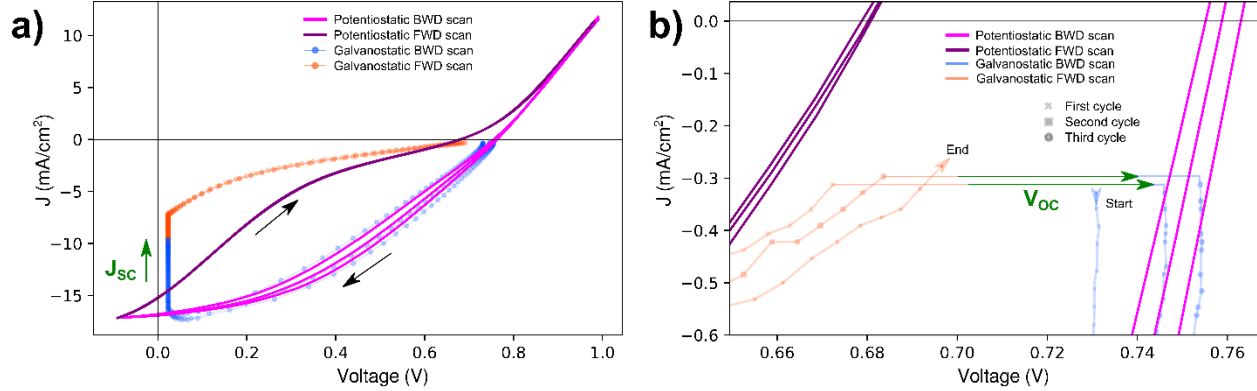 a)
Potentiostatic BWD scan
Potentiostatic FWD scan
Galvanostatic BWD scan
Galvanostatic FWD scan
J (mA/cm²)
10
5
0
−5
−10
−15
J_SC
0.0 0.2 0.4 0.6 0.8 1.0
Voltage (V)
b)
Potentiostatic BWD scan
Potentiostatic FWD scan
Galvanostatic BWD scan
Galvanostatic FWD scan
First cycle
Second cycle
Third cycle
End
Start
V_OC
J (mA/cm²)
0.0
−0.1
−0.2
−0.3
−0.4
−0.5
−0.6
0.66 0.68 0.70 0.72 0.74 0.76
Voltage (V)